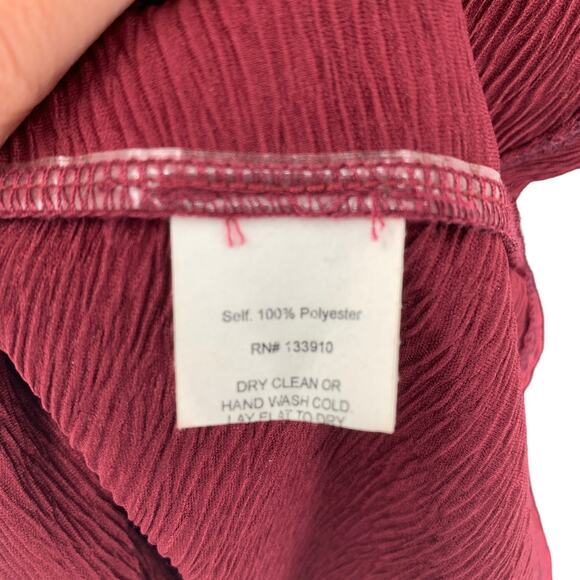 Self. 100% Polyester
RN# 133910
DRY CLEAN OR
HAND WASH COLD.
LAY FLAT TO DRY